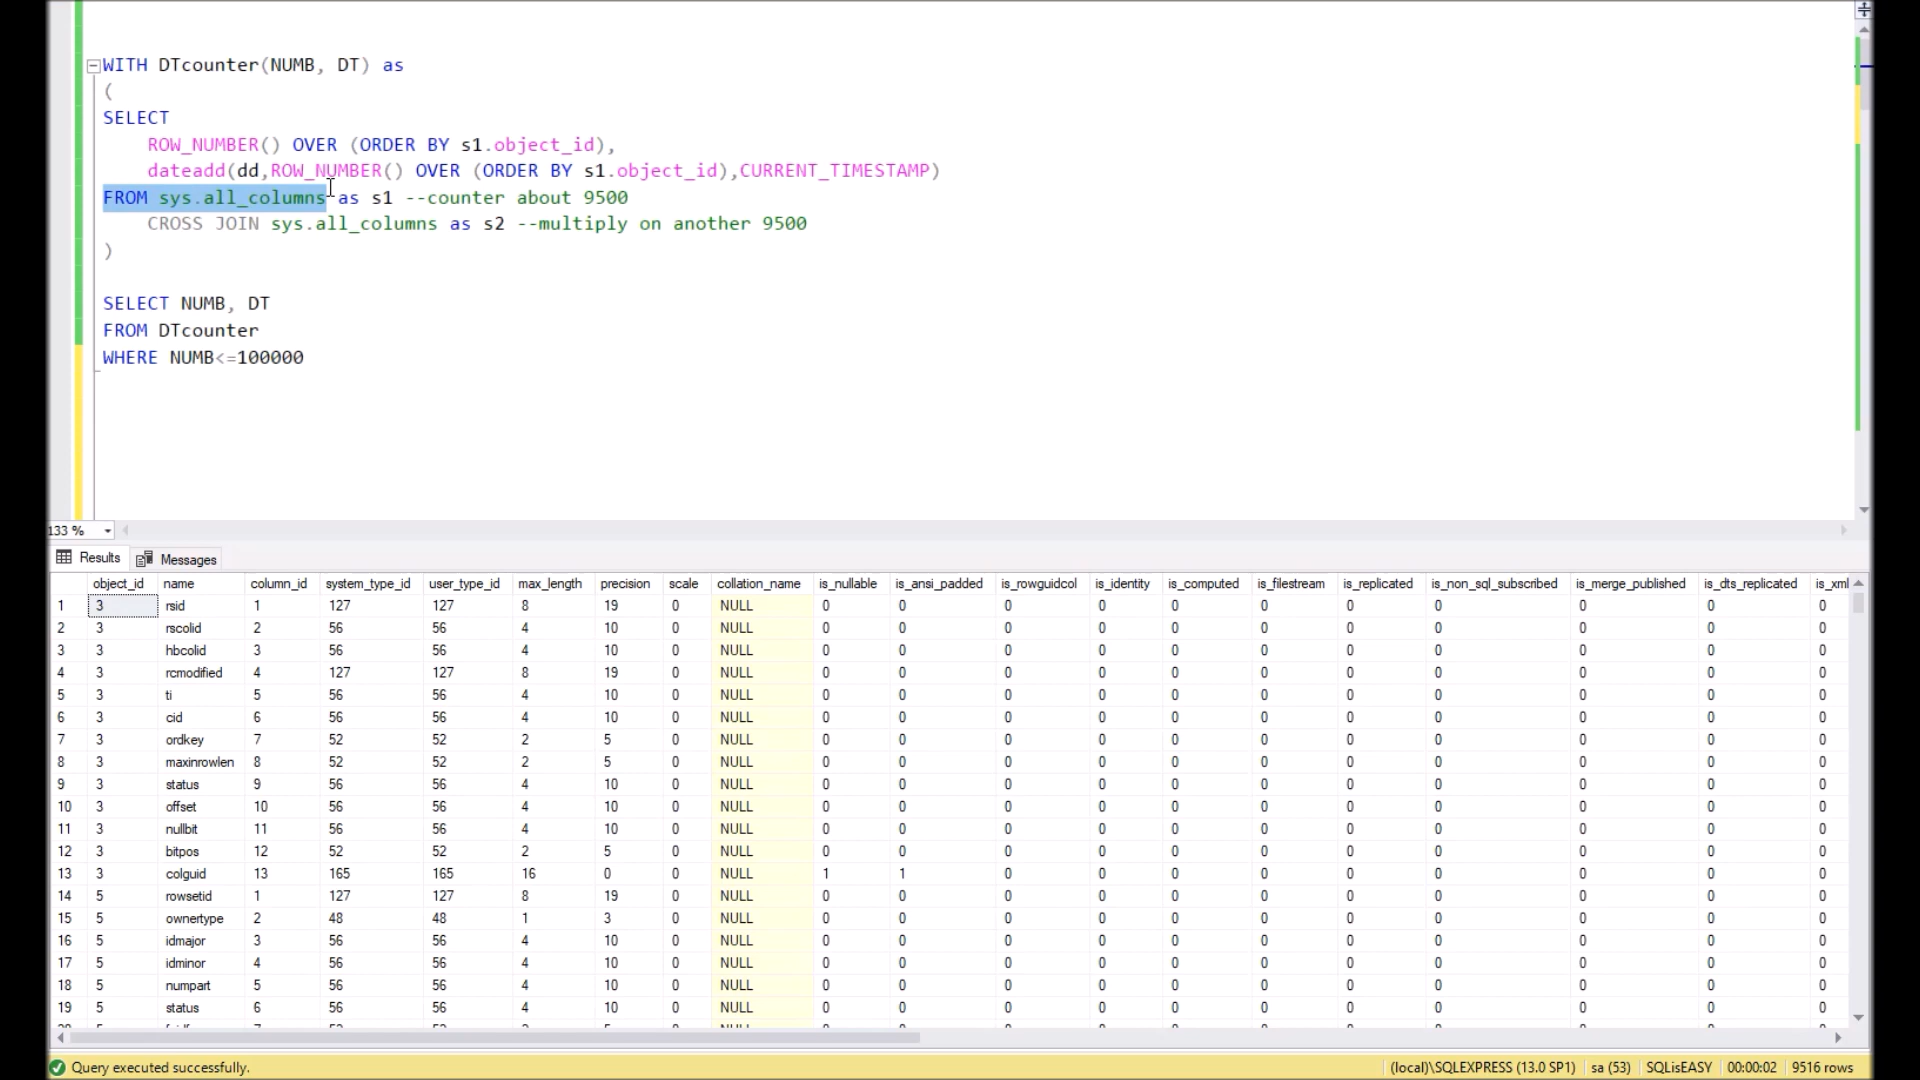 WITH DTcounter(NUMB, DT) as
(
SELECT
ROW_NUMBER() OVER (ORDER BY s1.object_id),
dateadd(dd,ROW_NUMBER() OVER (ORDER BY s1.object_id),CURRENT_TIMESTAMP)
FROM sys.all_columns as s1 --counter about 9500
CROSS JOIN sys.all_columns as s2 --multiply on another 9500
)
SELECT NUMB, DT
FROM DTcounter
WHERE NUMB<=100000
133 %
Results Messages
object_id name column_id system_type_id user_type_id max_length precision scale collation_name is_nullable is_ansi_padded is_rowguidcol is_identity is_computed is_filestream is_replicated is_non_sql_subscribed is_merge_published is_dts_replicated is_xml
1 3 rsid 1 127 127 8 19 0 NULL 0 0 0 0 0 0 0 0 0 0 0
2 3 rscolid 2 56 56 4 10 0 NULL 0 0 0 0 0 0 0 0 0 0 0
3 3 hbcolid 3 56 56 4 10 0 NULL 0 0 0 0 0 0 0 0 0 0 0
4 3 rcmodified 4 127 127 8 19 0 NULL 0 0 0 0 0 0 0 0 0 0 0
5 3 ti 5 56 56 4 10 0 NULL 0 0 0 0 0 0 0 0 0 0 0
6 3 cid 6 56 56 4 10 0 NULL 0 0 0 0 0 0 0 0 0 0 0
7 3 ordkey 7 52 52 2 5 0 NULL 0 0 0 0 0 0 0 0 0 0 0
8 3 maxinrowlen 8 52 52 2 5 0 NULL 0 0 0 0 0 0 0 0 0 0 0
9 3 status 9 56 56 4 10 0 NULL 0 0 0 0 0 0 0 0 0 0 0
10 3 offset 10 56 56 4 10 0 NULL 0 0 0 0 0 0 0 0 0 0 0
11 3 nullbit 11 56 56 4 10 0 NULL 0 0 0 0 0 0 0 0 0 0 0
12 3 bitpos 12 52 52 2 5 0 NULL 0 0 0 0 0 0 0 0 0 0 0
13 3 colguid 13 165 165 16 0 0 NULL 1 1 0 0 0 0 0 0 0 0 0
14 5 rowsetid 1 127 127 8 19 0 NULL 0 0 0 0 0 0 0 0 0 0 0
15 5 ownertype 2 48 48 1 3 0 NULL 0 0 0 0 0 0 0 0 0 0 0
16 5 idmajor 3 56 56 4 10 0 NULL 0 0 0 0 0 0 0 0 0 0 0
17 5 idminor 4 56 56 4 10 0 NULL 0 0 0 0 0 0 0 0 0 0 0
18 5 numpart 5 56 56 4 10 0 NULL 0 0 0 0 0 0 0 0 0 0 0
19 5 status 6 56 56 4 10 0 NULL 0 0 0 0 0 0 0 0 0 0 0
Query executed successfully. (local)\SQLEXPRESS (13.0 SP1) sa (53) SQLisEASY 00:00:02 9516 rows